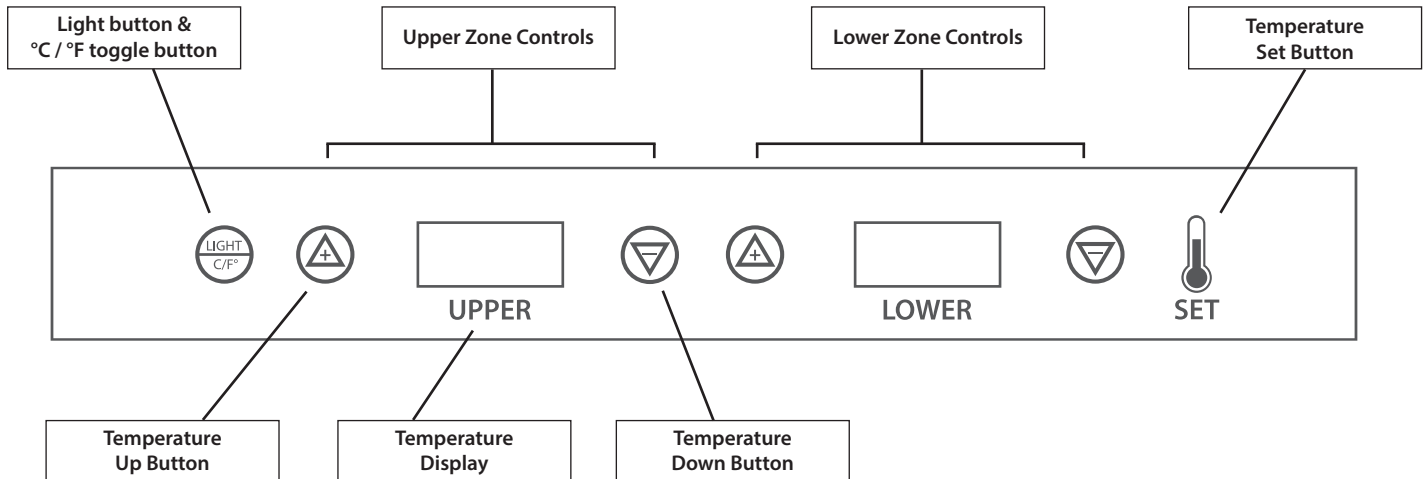 Light button &
°C / °F toggle button
Upper Zone Controls
Lower Zone Controls
Temperature
Set Button
LIGHT
C/F°
+
−
+
−
UPPER
LOWER
SET
Temperature
Up Button
Temperature
Display
Temperature
Down Button